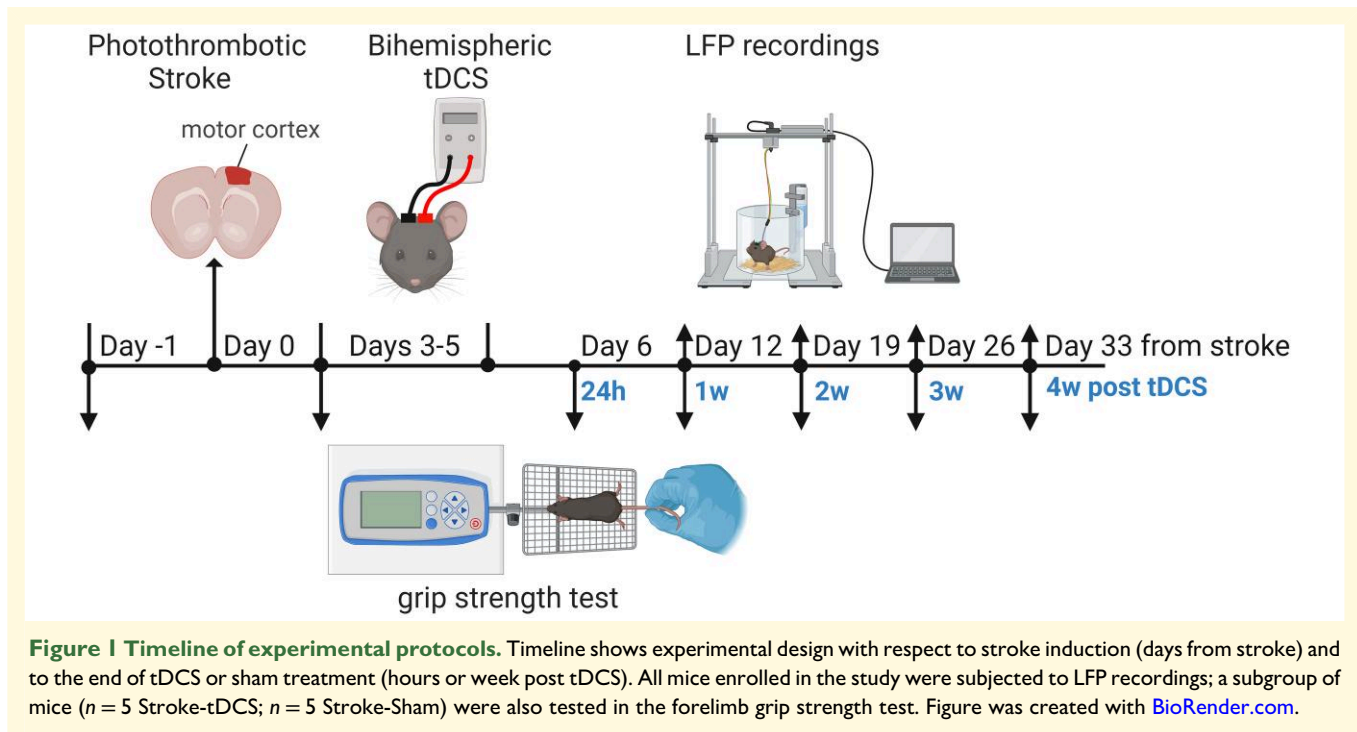 Photothrombotic
Stroke
motor cortex
Bihemispheric
tDCS
LFP recordings
Day -1 Day 0 Days 3-5 Day 6 Day 12 Day 19 Day 26 Day 33 from stroke
24h 1w 2w 3w 4w post tDCS
grip strength test
Figure 1 Timeline of experimental protocols. Timeline shows experimental design with respect to stroke induction (days from stroke) and
to the end of tDCS or sham treatment (hours or week post tDCS). All mice enrolled in the study were subjected to LFP recordings; a subgroup of
mice (n = 5 Stroke-tDCS; n = 5 Stroke-Sham) were also tested in the forelimb grip strength test. Figure was created with BioRender.com.